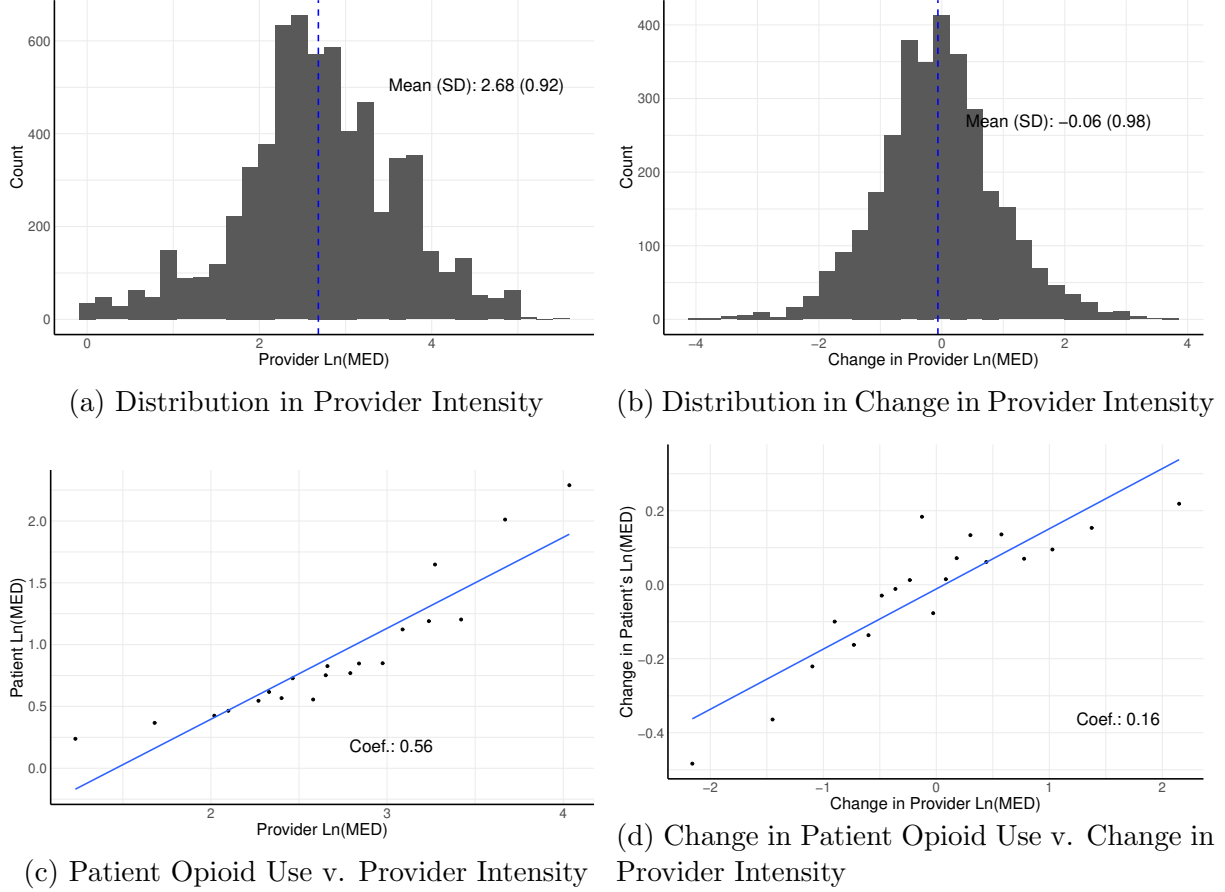 600
400
200
0
Count
Mean (SD): 2.68 (0.92)
0
2
4
Provider Ln(MED)
(a) Distribution in Provider Intensity
400
300
200
100
0
Count
Mean (SD): −0.06 (0.98)
−4
−2
0
2
4
Change in Provider Ln(MED)
(b) Distribution in Change in Provider Intensity
2.0
1.5
1.0
0.5
0.0
Patient Ln(MED)
Coef.: 0.56
2
3
4
Provider Ln(MED)
(c) Patient Opioid Use v. Provider Intensity
0.2
0.0
−0.2
−0.4
Change in Patient's Ln(MED)
Coef.: 0.16
−2
−1
0
1
2
Change in Provider Ln(MED)
(d) Change in Patient Opioid Use v. Change in
Provider Intensity